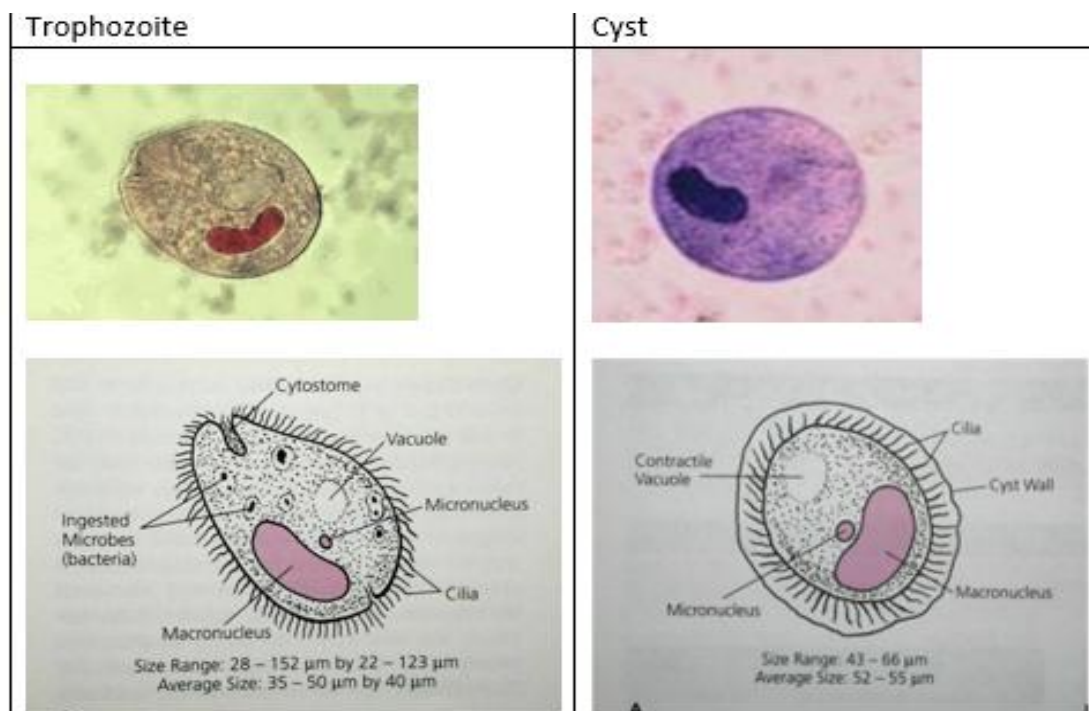 Trophozoite
Cyst
Cytostome
Vacuole
Micronucleus
Ingested
Microbes
(bacteria)
Cilia
Macronucleus
Size Range: 28 – 152 μm by 22 – 123 μm
Average Size: 35 – 50 μm by 40 μm
Cilia
Contractile
Vacuole
Cyst Wall
Micronucleus
Macronucleus
Size Range: 43 – 66 μm
Average Size: 52 – 55 μm